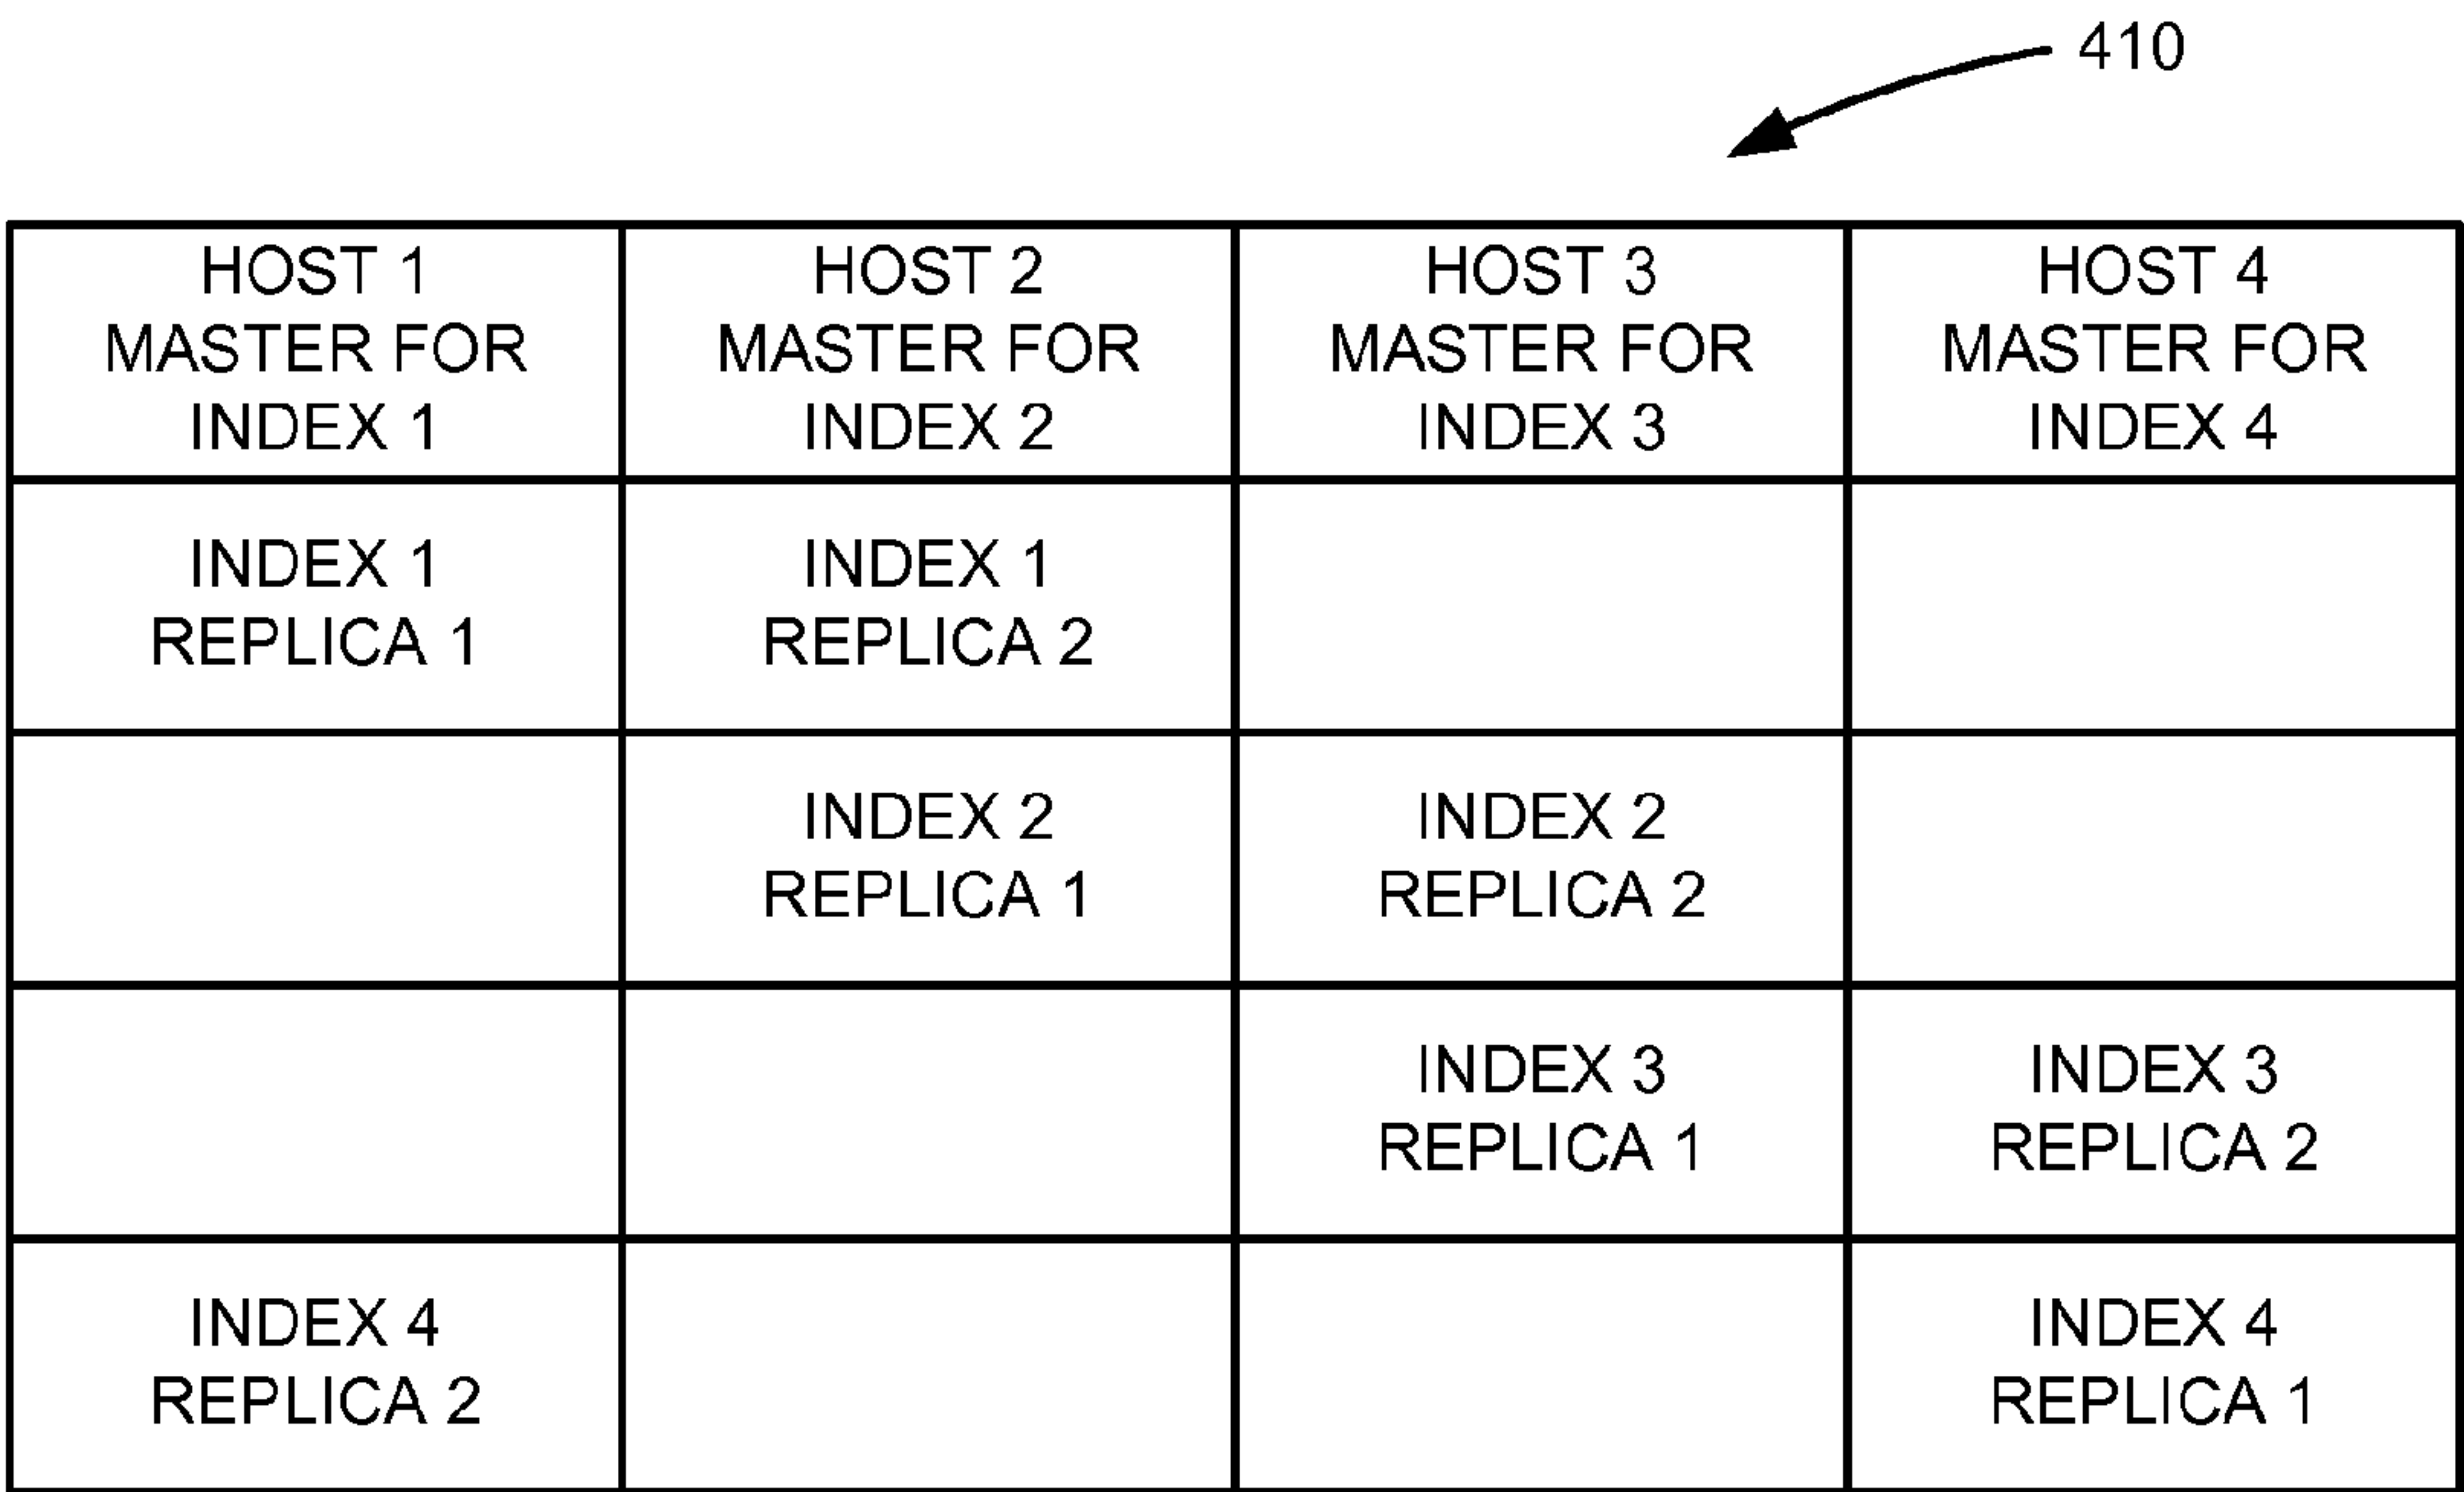 410
HOST 1
MASTER FOR
INDEX 1
HOST 2
MASTER FOR
INDEX 2
HOST 3
MASTER FOR
INDEX 3
HOST 4
MASTER FOR
INDEX 4
INDEX 1
REPLICA 1
INDEX 1
REPLICA 2
INDEX 2
REPLICA 1
INDEX 2
REPLICA 2
INDEX 3
REPLICA 1
INDEX 3
REPLICA 2
INDEX 4
REPLICA 2
INDEX 4
REPLICA 1